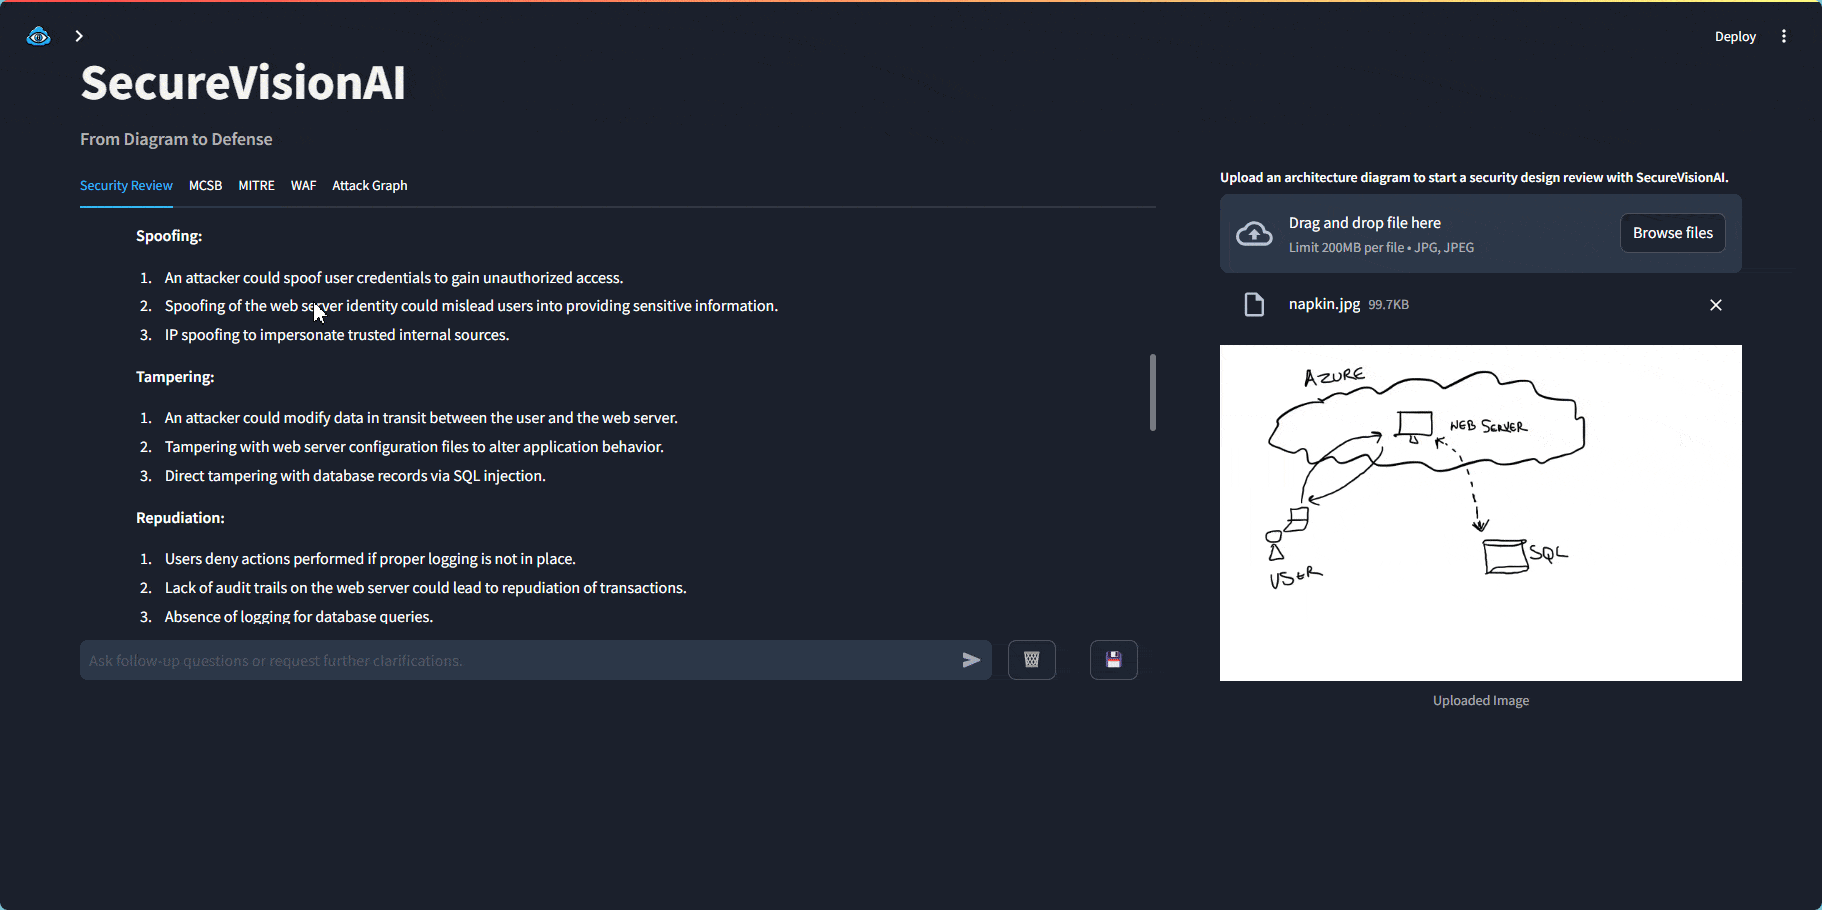 Deploy
SecureVisionAI
From Diagram to Defense
Security Review MCSB MITRE WAF Attack Graph
Spoofing:
1. An attacker could spoof user credentials to gain unauthorized access.
2. Spoofing of the web server identity could mislead users into providing sensitive information.
3. IP spoofing to impersonate trusted internal sources.
Tampering:
1. An attacker could modify data in transit between the user and the web server.
2. Tampering with web server configuration files to alter application behavior.
3. Direct tampering with database records via SQL injection.
Repudiation:
1. Users deny actions performed if proper logging is not in place.
2. Lack of audit trails on the web server could lead to repudiation of transactions.
3. Absence of logging for database queries.
Ask follow-up questions or request further clarifications.
Upload an architecture diagram to start a security design review with SecureVisionAI.
Drag and drop file here
Limit 200MB per file • JPG, JPEG
Browse files
napkin.jpg 99.7KB
AZURE
WEB SERVER
SQL
USER
Uploaded Image